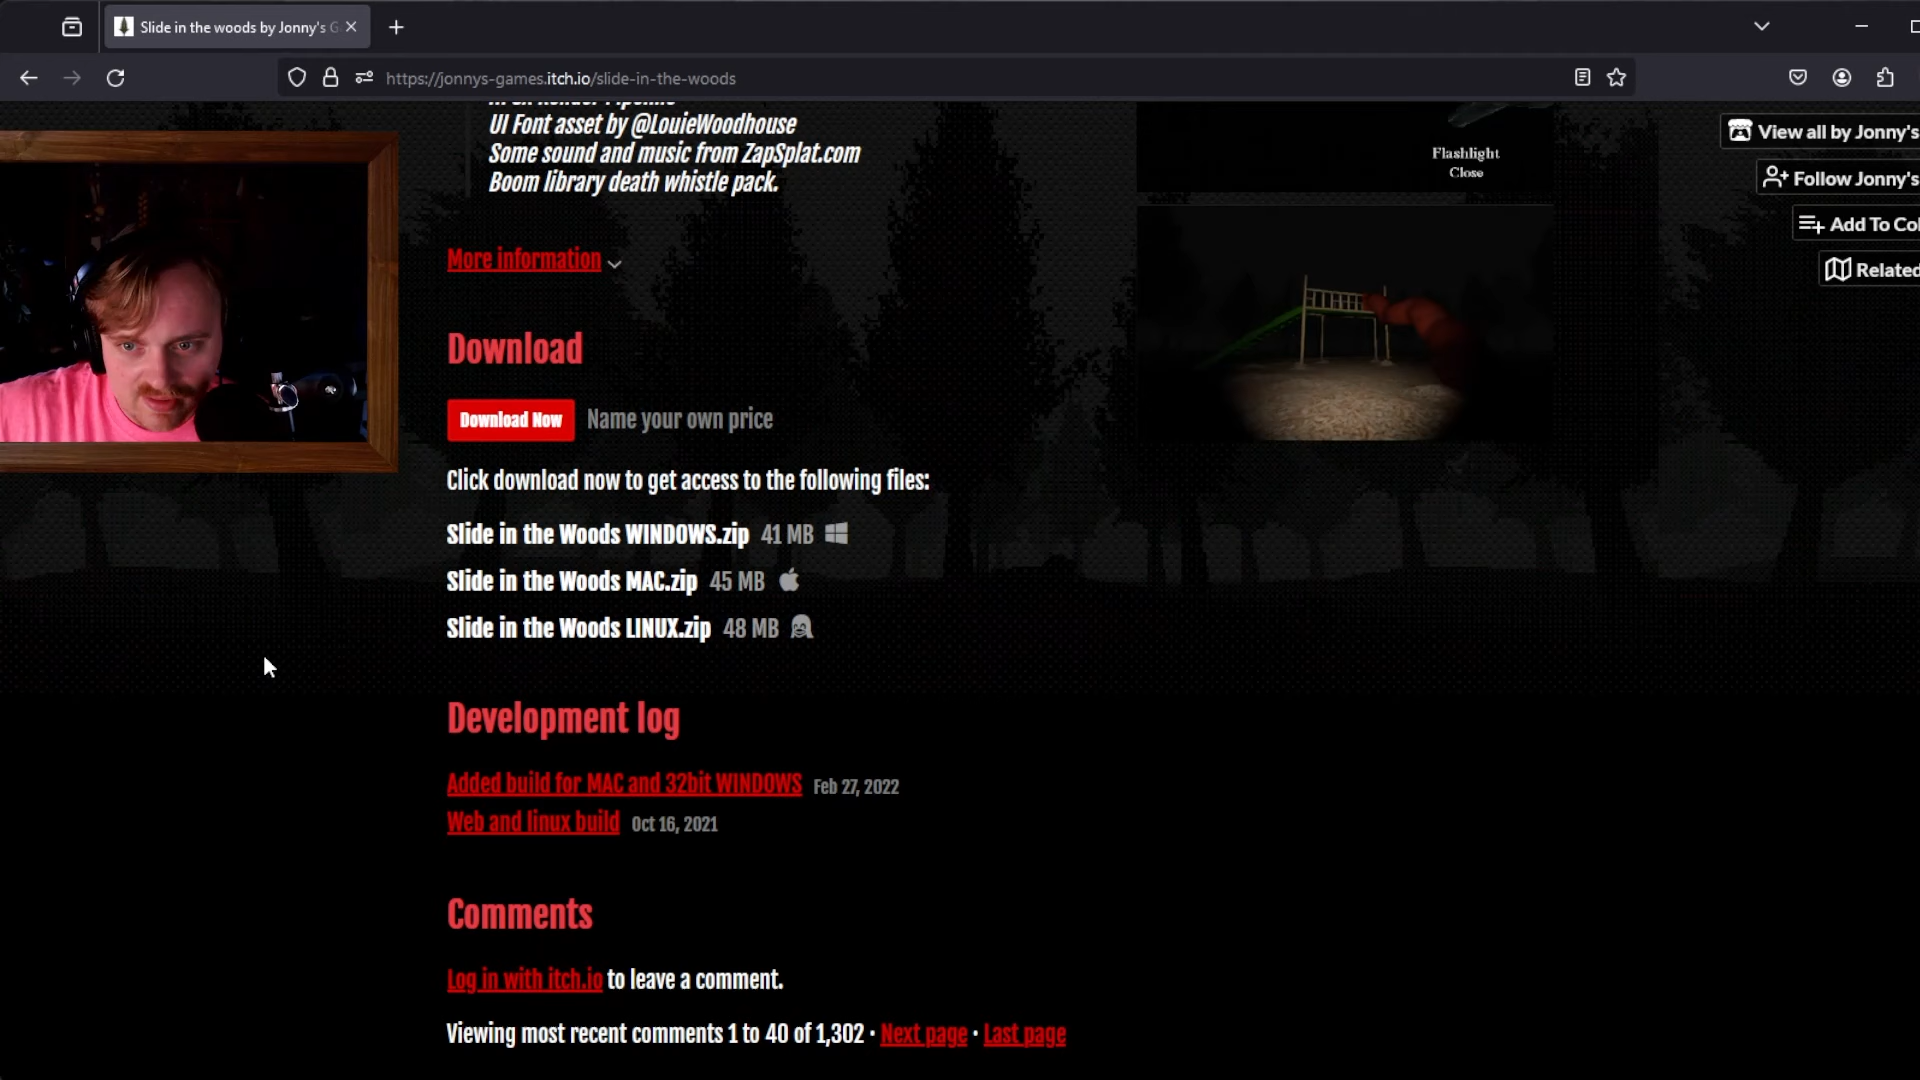 Slide in the woods by Jonny's G
https://jonnys-games.itch.io/slide-in-the-woods
UI Font asset by @LouieWoodhouse
Some sound and music from ZapSplat.com
Boom library death whistle pack.
Flashlight
Close
View all by Jonny's
Follow Jonny's
Add To Col
Related
More information
Download
Download Now Name your own price
Click download now to get access to the following files:
Slide in the Woods WINDOWS.zip 41 MB
Slide in the Woods MAC.zip 45 MB
Slide in the Woods LINUX.zip 48 MB
Development log
Added build for MAC and 32bit WINDOWS Feb 27, 2022
Web and linux build Oct 16, 2021
Comments
Log in with itch.io to leave a comment.
Viewing most recent comments 1 to 40 of 1,302 · Next page · Last page